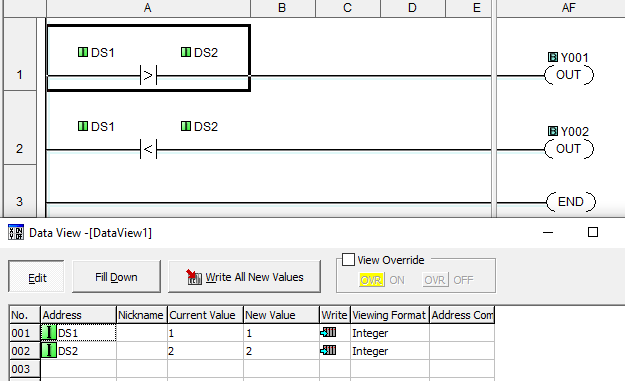 A B C D E AF
DS1 DS2 Y001
1 > OUT
DS1 DS2 Y002
2 < OUT
3 END
Data View -[DataView1]
View Override
Edit Fill Down Write All New Values OVR ON OVR OFF
No. Address Nickname Current Value New Value Write Viewing Format Address Com
001 I DS1 1 1 Integer
002 I DS2 2 2 Integer
003